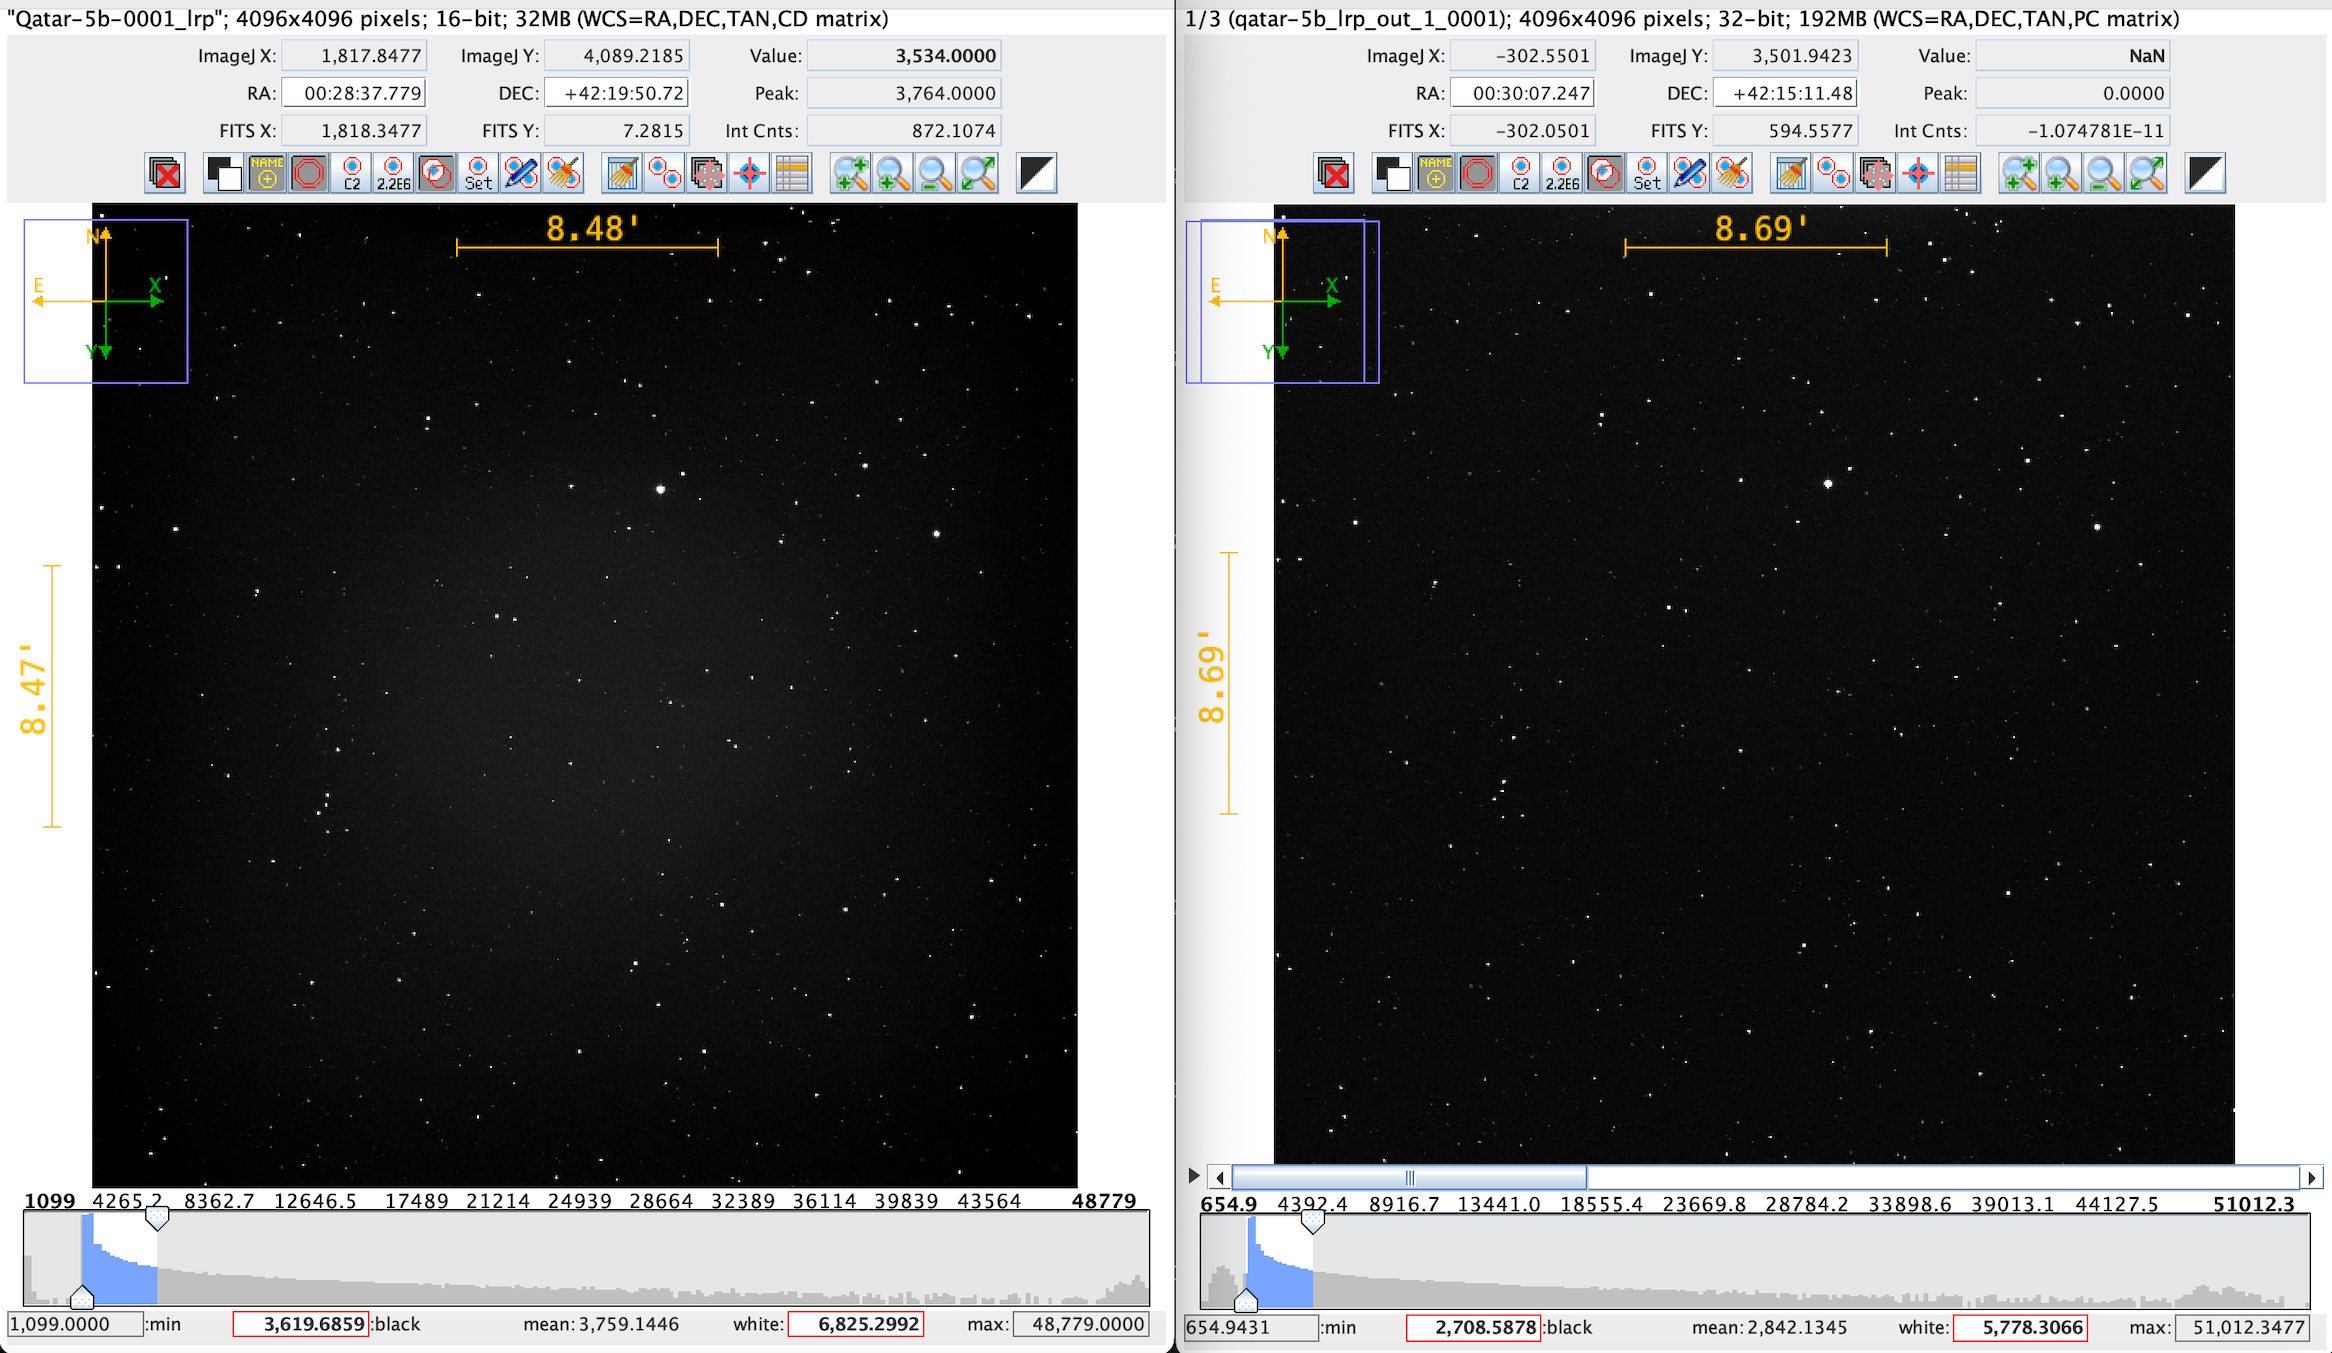 "Qatar-5b-0001_lrp"; 4096x4096 pixels; 16-bit; 32MB (WCS=RA,DEC,TAN,CD matrix)
ImageJ X: 1,817.8477 ImageJ Y: 4,089.2185 Value: 3,534.0000
RA: 00:28:37.779 DEC: +42:19:50.72 Peak: 3,764.0000
FITS X: 1,818.3477 FITS Y: 7.2815 Int Cnts: 872.1074
NAME C2 2.2E6 Set
8.48'
N
E X
Y
8.47'
1099 4265.2 8362.7 12646.5 17489 21214 24939 28664 32389 36114 39839 43564 48779
1,099.0000 :min 3,619.6859 :black mean: 3,759.1446 white: 6,825.2992 max: 48,779.0000
1/3 (qatar-5b_lrp_out_1_0001); 4096x4096 pixels; 32-bit; 192MB (WCS=RA,DEC,TAN,PC matrix)
ImageJ X: -302.5501 ImageJ Y: 3,501.9423 Value: NaN
RA: 00:30:07.247 DEC: +42:15:11.48 Peak: 0.0000
FITS X: -302.0501 FITS Y: 594.5577 Int Cnts: -1.074781E-11
NAME C2 2.2E6 Set
8.69'
N
E X
Y
8.69'
654.9 4392.4 8916.7 13441.0 18555.4 23669.8 28784.2 33898.6 39013.1 44127.5 51012.3
654.9431 :min 2,708.5878 :black mean: 2,842.1345 white: 5,778.3066 max: 51,012.3477